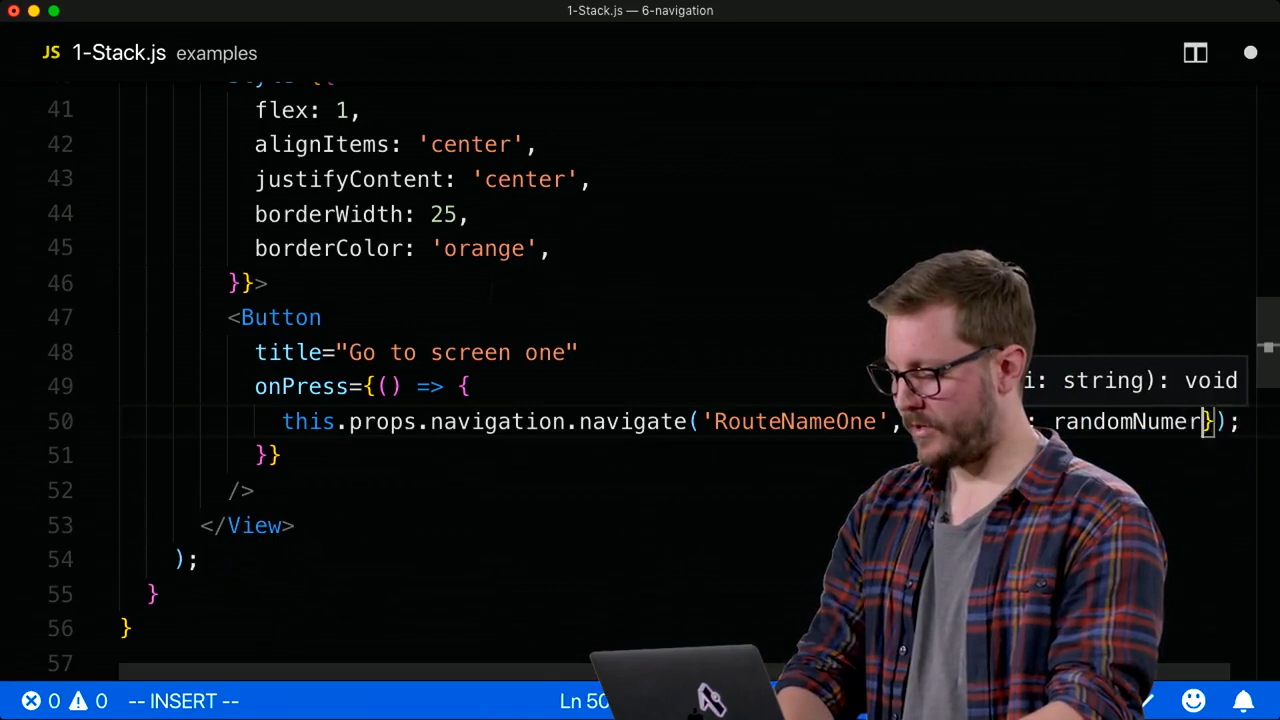 1-Stack.js — 6-navigation
JS 1-Stack.js examples
41 flex: 1,
42 alignItems: 'center',
43 justifyContent: 'center',
44 borderWidth: 25,
45 borderColor: 'orange',
46 }}>
47 <Button
48 title="Go to screen one"
49 onPress={() => {
i: string): void
50 this.props.navigation.navigate('RouteNameOne', : randomNumer});
51 }}
52 />
53 </View>
54 );
55 }
56 }
57
0 0 -- INSERT -- Ln 50